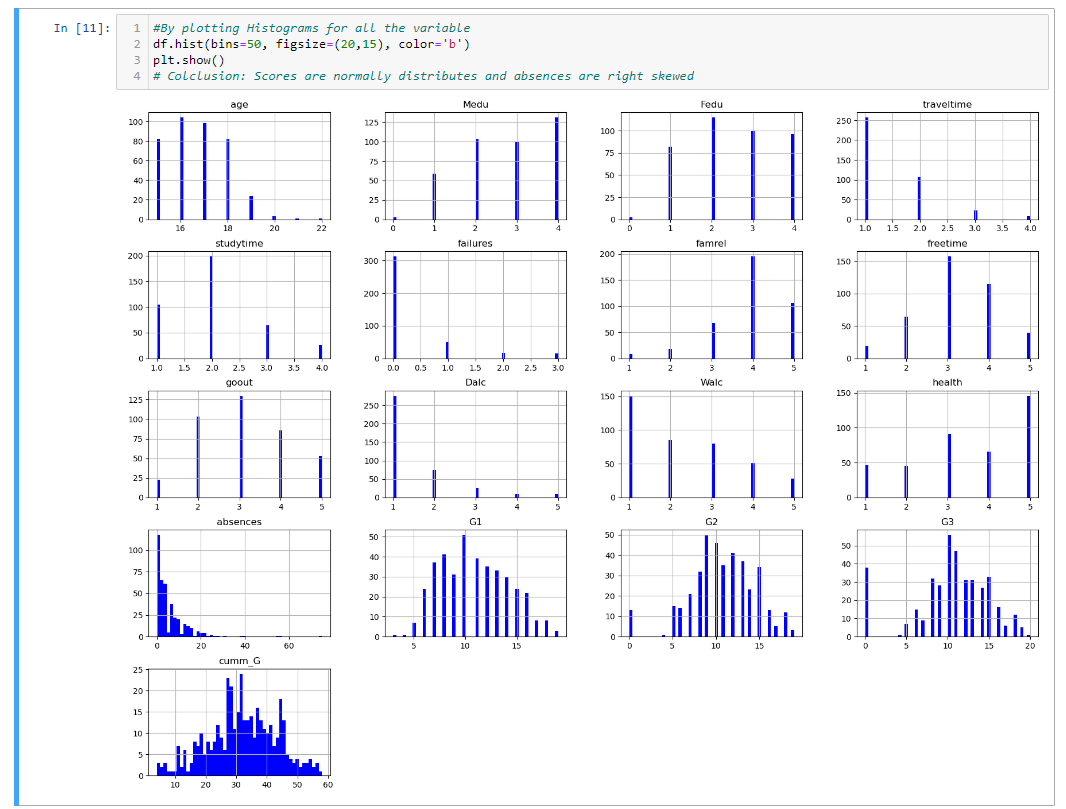 In [11]:
1 #By plotting Histograms for all the variable
2 df.hist(bins=50, figsize=(20,15), color='b')
3 plt.show()
4 # Colclusion: Scores are normally distributes and absences are right skewed
age Medu Fedu traveltime
100 80 60 40 20 0
16 18 20 22
125 100 75 50 25 0
0 1 2 3 4
100 75 50 25 0
0 1 2 3 4
250 200 150 100 50 0
1.0 1.5 2.0 2.5 3.0 3.5 4.0
studytime failures famrel freetime
200 150 100 50 0
1.0 1.5 2.0 2.5 3.0 3.5 4.0
300 200 100 0
0.0 0.5 1.0 1.5 2.0 2.5 3.0
200 150 100 50 0
1 2 3 4 5
150 100 50 0
1 2 3 4 5
goout Dalc Walc health
125 100 75 50 25 0
1 2 3 4 5
250 200 150 100 50 0
1 2 3 4 5
150 100 50 0
1 2 3 4 5
150 100 50 0
1 2 3 4 5
absences G1 G2 G3
100 75 50 25 0
0 20 40 60
50 40 30 20 10 0
5 10 15
50 40 30 20 10 0
0 5 10 15
50 40 30 20 10 0
0 5 10 15 20
cumm_G
25 20 15 10 5 0
10 20 30 40 50 60